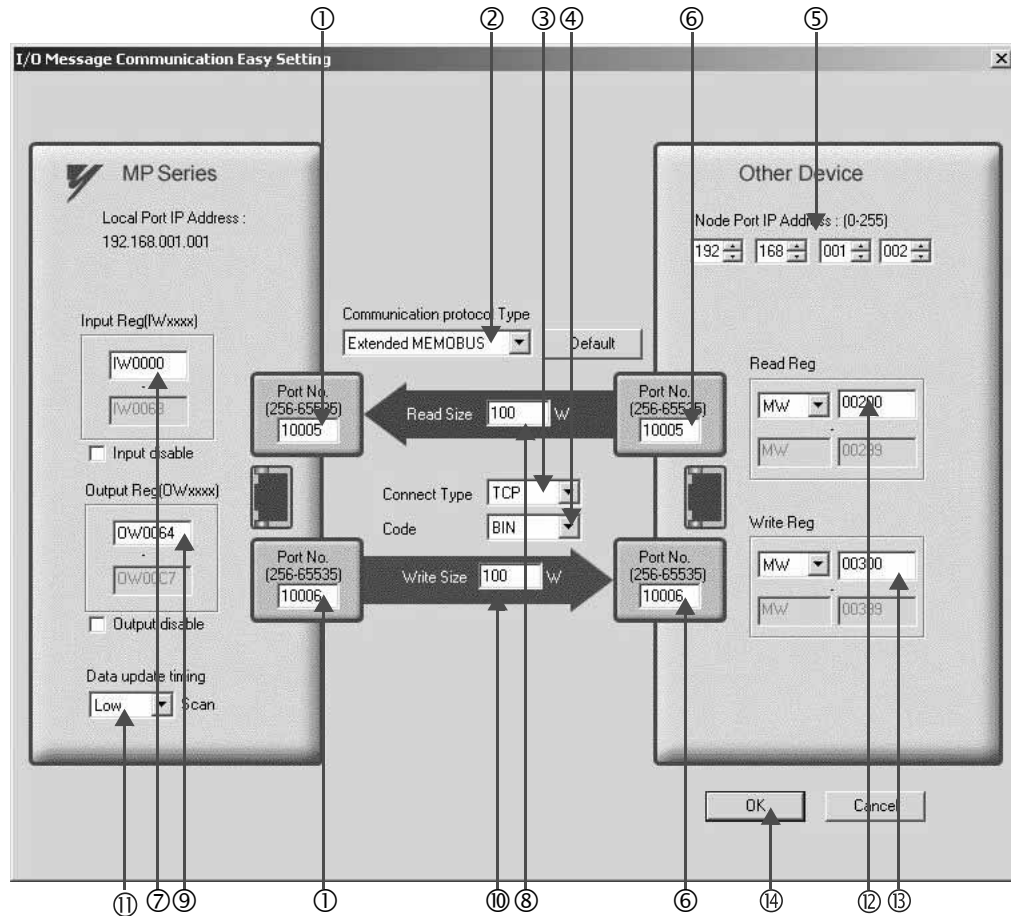 ① ② ③ ④ ⑥ ⑤
I/O Message Communication Easy Setting
MP Series
Local Port IP Address :
192.168.001.001
Input Reg(IWxxxx)
IW0000
-
IW0063
Input disable
Output Reg(OWxxxx)
OW0064
-
OW00C7
Output disable
Data update timing
Low Scan
Communication protocol Type
Extended MEMOBUS Default
Port No.
(256-65535)
10005
Read Size 100 W
Port No.
(256-65535)
10005
Connect Type TCP
Code BIN
Port No.
(256-65535)
10006
Write Size 100 W
Port No.
(256-65535)
10006
Other Device
Node Port IP Address : (0-255)
192 168 001 002
Read Reg
MW 00200
-
MW 00299
Write Reg
MW 00300
-
MW 00399
OK Cancel
⑪ ⑦ ⑨ ① ⑩ ⑧ ⑥ ⑭ ⑫ ⑬